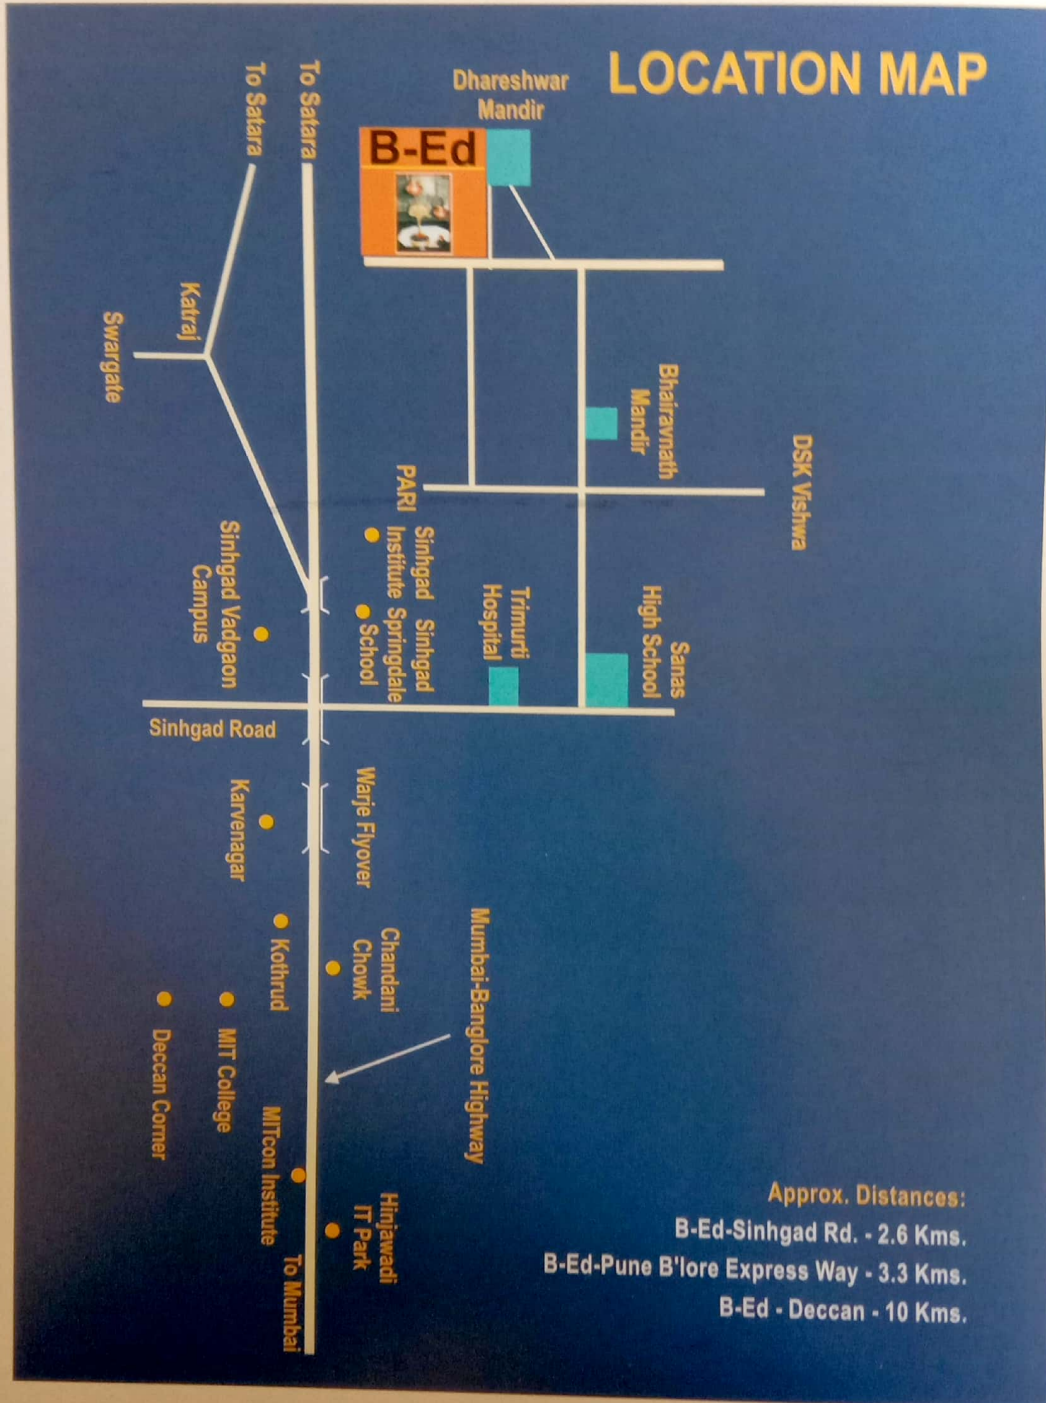 LOCATION MAP
Dhareshwar
Mandir
B-Ed
To Satara
To Satara
Katraj
Swargate
Bhairavnath
Mandir
DSK Vishwa
PARI
Sinhgad
Institute
Sinhgad
Springdale
School
Trimurti
Hospital
Sanas
High School
Sinhgad Vadgaon
Campus
Sinhgad Road
Warje Flyover
Karvenagar
Kothrud
Chandani
Chowk
Mumbai-Banglore Highway
MIT College
Deccan Corner
MITcon Institute
Hinjawadi
IT Park
To Mumbai
Approx. Distances:
B-Ed-Sinhgad Rd. - 2.6 Kms.
B-Ed-Pune B'lore Express Way - 3.3 Kms.
B-Ed - Deccan - 10 Kms.